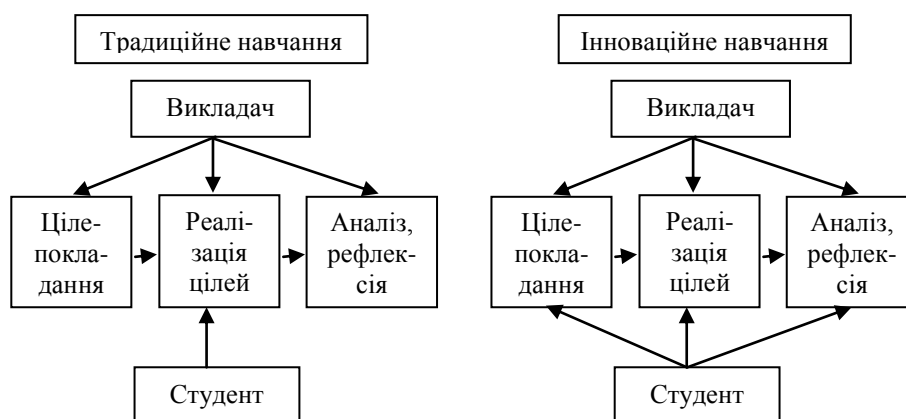 Традиційне навчання
Викладач
Ціле-
покла-
дання
Реалі-
зація
цілей
Аналіз,
рефлек-
сія
Студент
Інноваційне навчання
Викладач
Ціле-
покла-
дання
Реалі-
зація
цілей
Аналіз,
рефлек-
сія
Студент